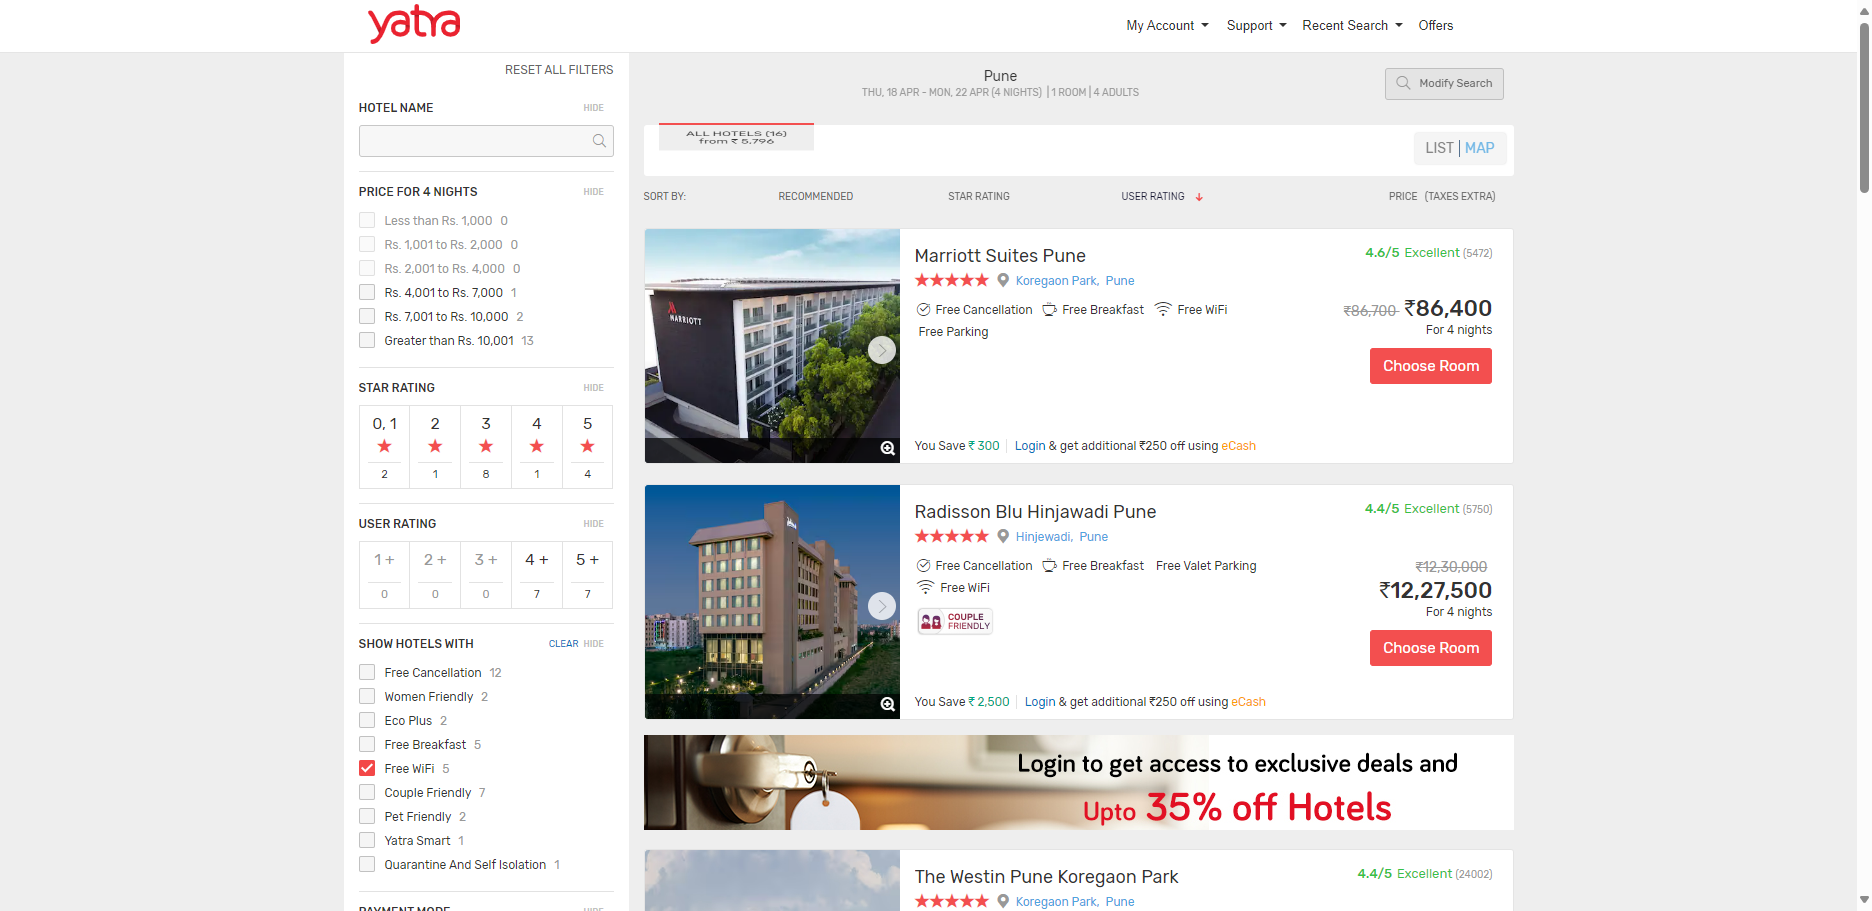 yatra
My Account
Support
Recent Search
Offers
RESET ALL FILTERS
HOTEL NAME
HIDE
PRICE FOR 4 NIGHTS
HIDE
Less than Rs. 1,000 0
Rs. 1,001 to Rs. 2,000 0
Rs. 2,001 to Rs. 4,000 0
Rs. 4,001 to Rs. 7,000 1
Rs. 7,001 to Rs. 10,000 2
Greater than Rs. 10,001 13
STAR RATING
HIDE
0, 1 2 3 4 5
2 1 8 1 4
USER RATING
HIDE
1 + 2 + 3 + 4 + 5 +
0 0 0 7 7
SHOW HOTELS WITH
CLEAR HIDE
Free Cancellation 12
Women Friendly 2
Eco Plus 2
Free Breakfast 5
Free WiFi 5
Couple Friendly 7
Pet Friendly 2
Yatra Smart 1
Quarantine And Self Isolation 1
PAYMENT MODE
HIDE
Pune
THU, 18 APR - MON, 22 APR (4 NIGHTS) | 1 ROOM | 4 ADULTS
Modify Search
ALL HOTELS (16)
from ₹ 5,796
LIST | MAP
SORT BY:
RECOMMENDED
STAR RATING
USER RATING
PRICE (TAXES EXTRA)
MARRIOTT
Marriott Suites Pune
4.6/5 Excellent (5472)
Koregaon Park, Pune
Free Cancellation Free Breakfast Free WiFi
Free Parking
₹86,700 ₹86,400
For 4 nights
Choose Room
You Save ₹ 300 | Login & get additional ₹250 off using eCash
Radisson Blu Hinjawadi Pune
4.4/5 Excellent (5750)
Hinjewadi, Pune
Free Cancellation Free Breakfast Free Valet Parking
Free WiFi
COUPLE
FRIENDLY
₹12,30,000
₹12,27,500
For 4 nights
Choose Room
You Save ₹ 2,500 | Login & get additional ₹250 off using eCash
Login to get access to exclusive deals and
Upto 35% off Hotels
The Westin Pune Koregaon Park
4.4/5 Excellent (24002)
Koregaon Park, Pune